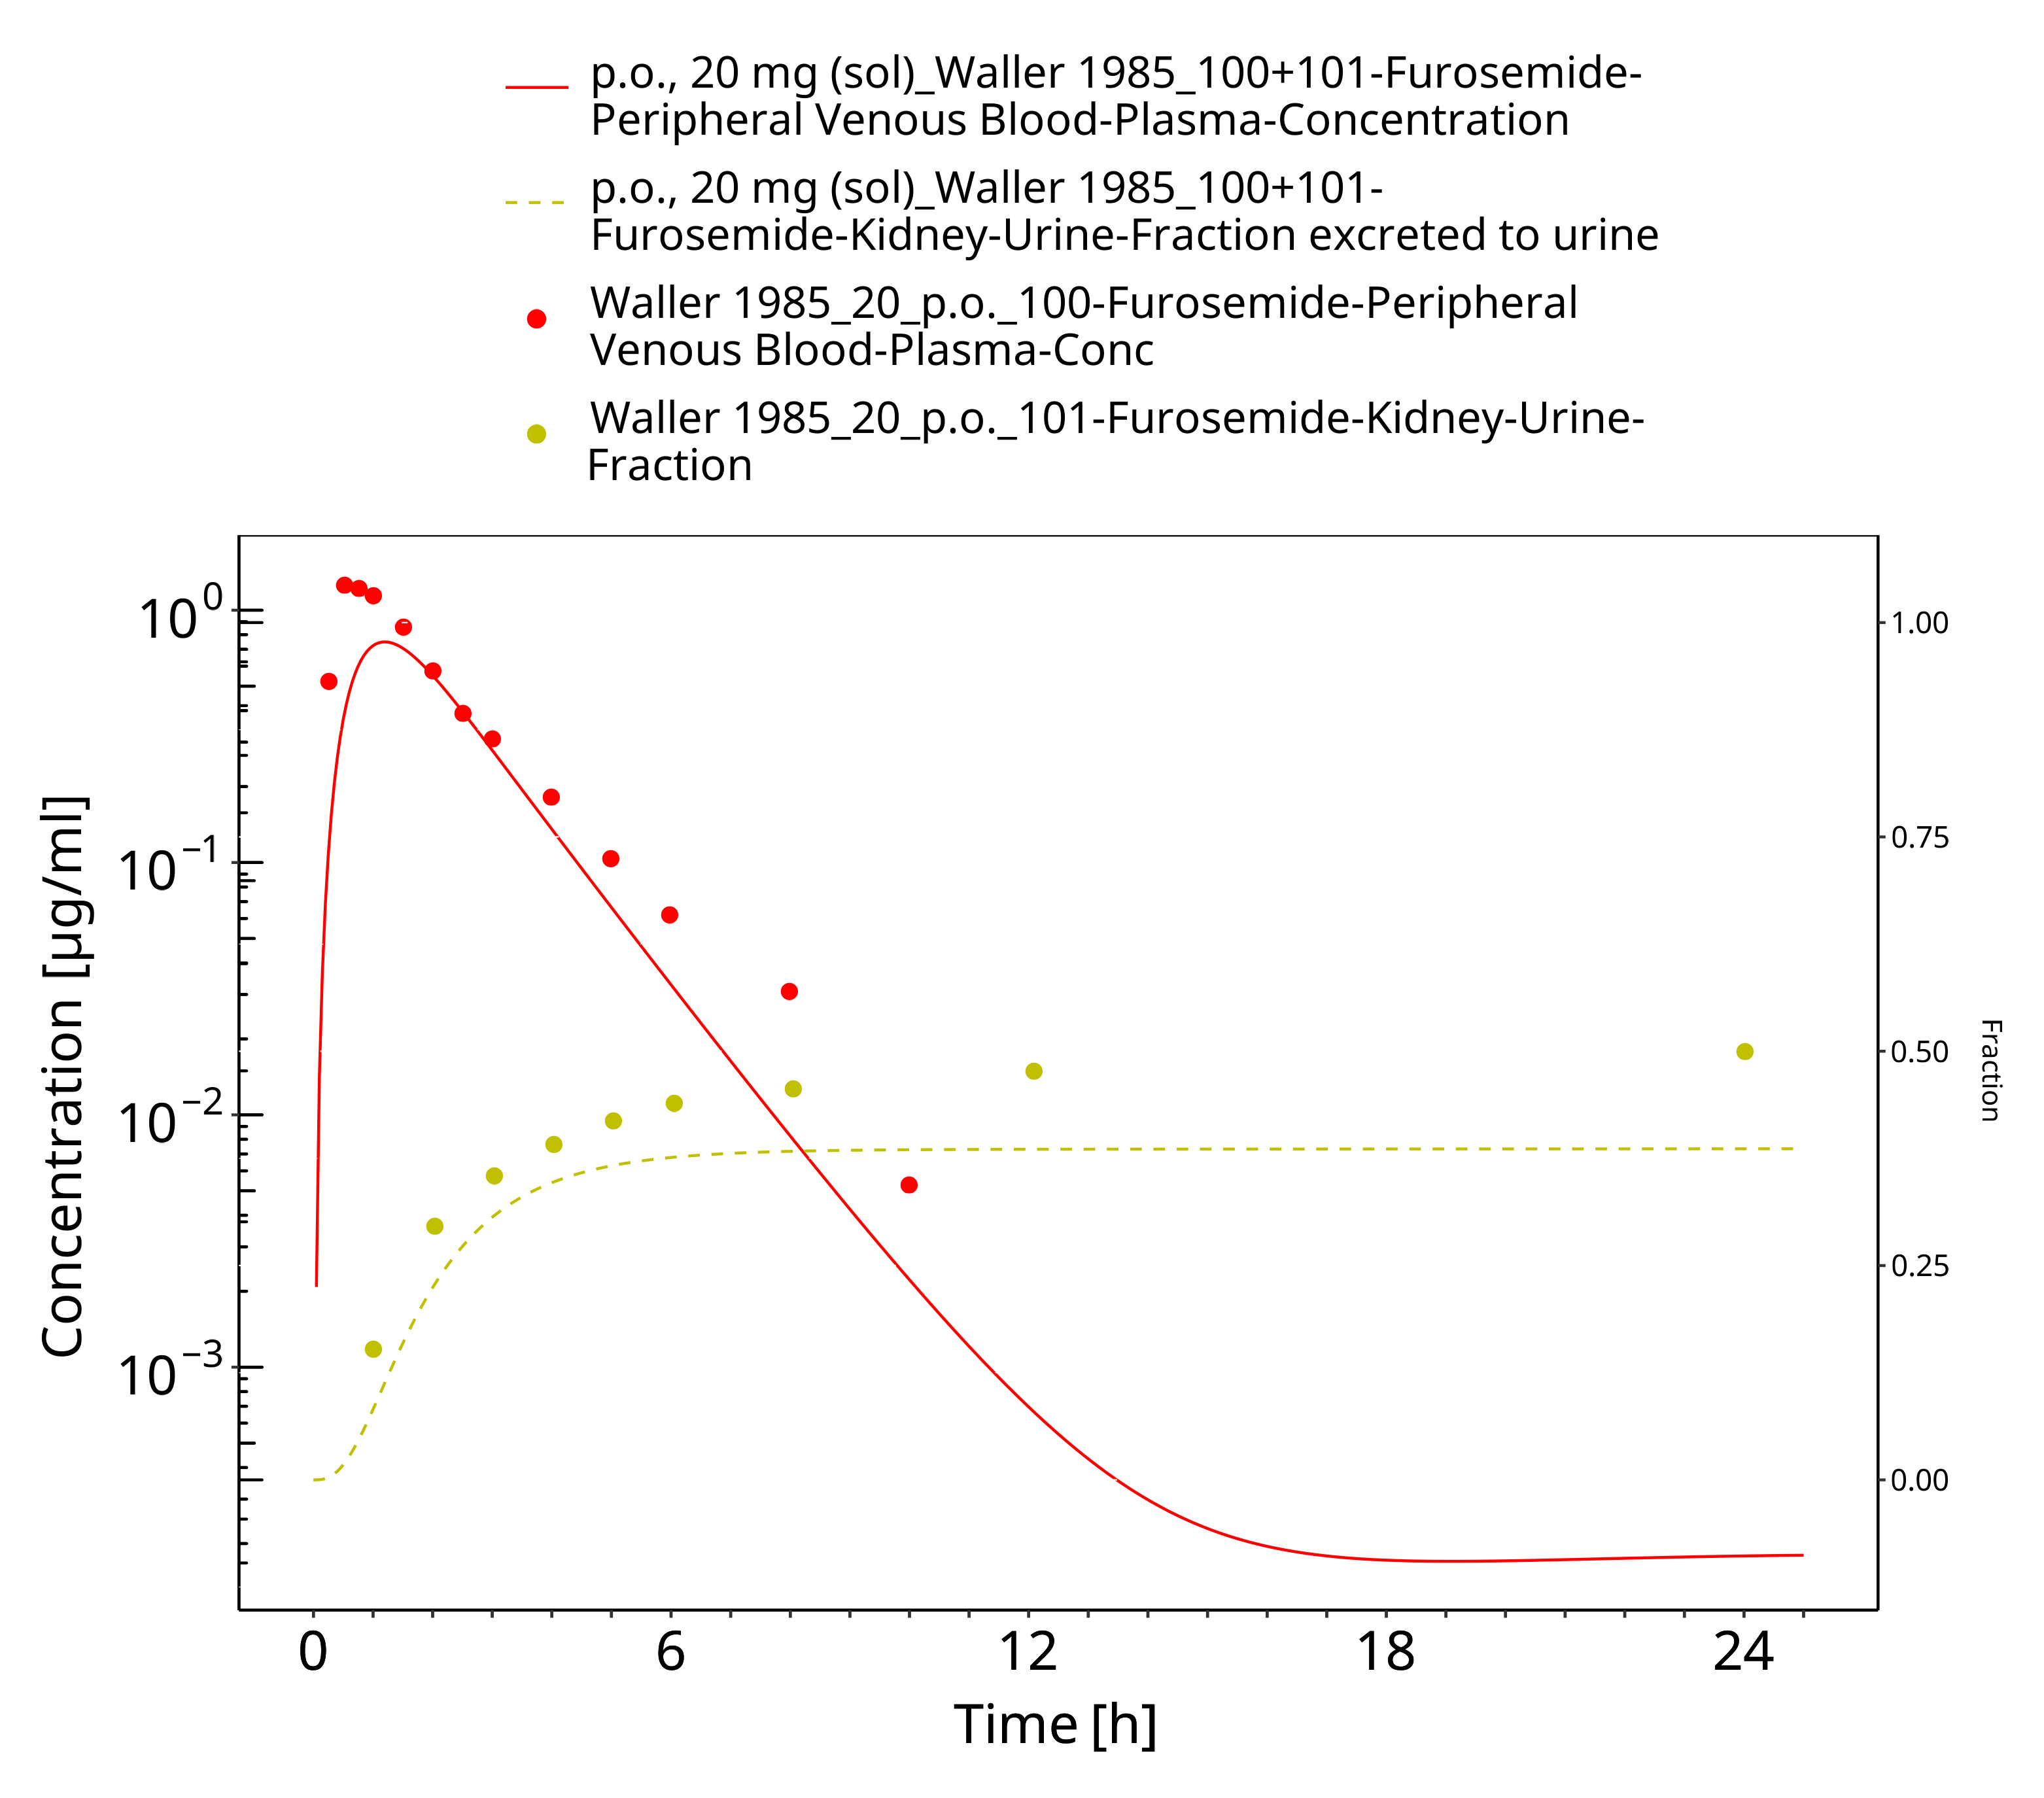 p.o., 20 mg (sol)_Waller 1985_100+101-Furosemide-
Peripheral Venous Blood-Plasma-Concentration
p.o., 20 mg (sol)_Waller 1985_100+101-
Furosemide-Kidney-Urine-Fraction excreted to urine
Waller 1985_20_p.o._100-Furosemide-Peripheral
Venous Blood-Plasma-Conc
Waller 1985_20_p.o._101-Furosemide-Kidney-Urine-
Fraction
10⁰
10⁻¹
10⁻²
10⁻³
Concentration [µg/ml]
1.00
0.75
0.50
0.25
0.00
Fraction
0 6 12 18 24
Time [h]